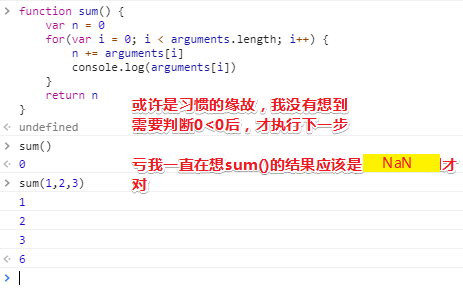 function sum() {
var n = 0
for(var i = 0; i < arguments.length; i++) {
n += arguments[i]
console.log(arguments[i])
}
return n
}
或许是习惯的缘故，我没有想到
需要判断0<0后，才执行下一步
undefined
sum()
0
亏我一直在想sum()的结果应该是 NaN 才
对
sum(1,2,3)
1
2
3
6